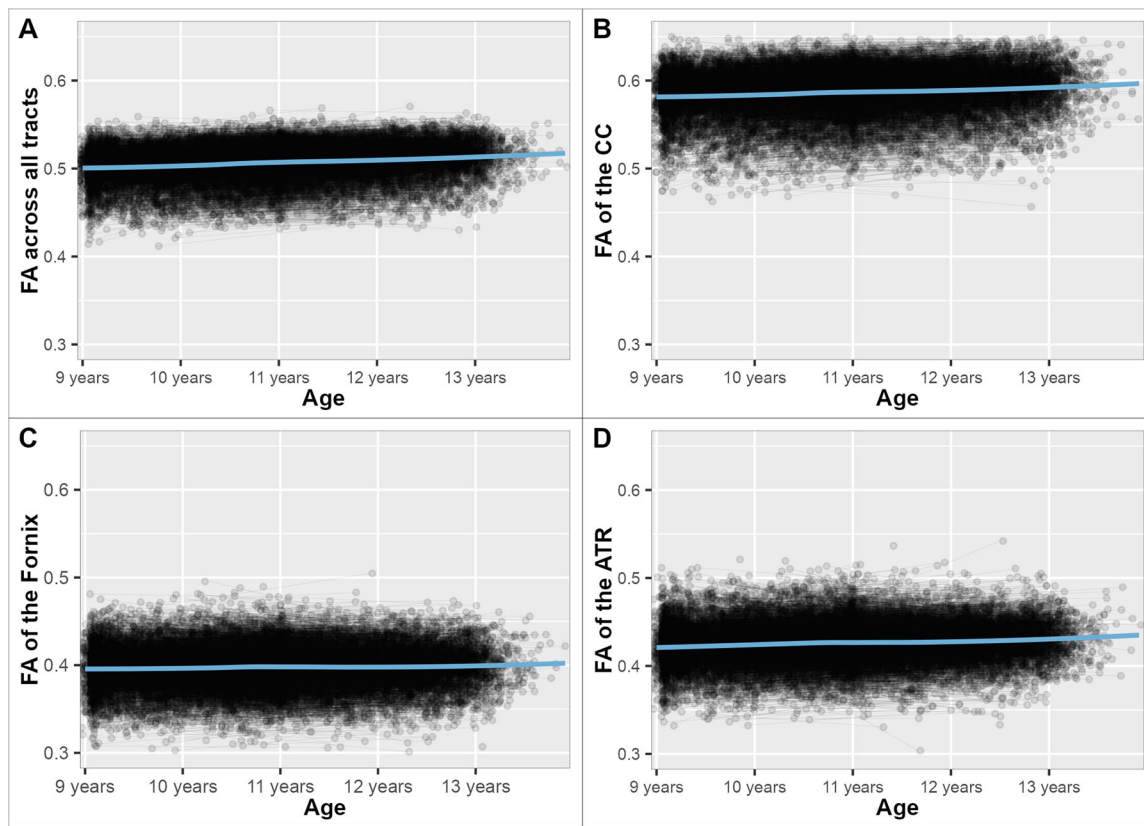 A
FA across all tracts
0.6
0.5
0.4
0.3
9 years 10 years 11 years 12 years 13 years
Age
B
FA of the CC
0.6
0.5
0.4
0.3
9 years 10 years 11 years 12 years 13 years
Age
C
FA of the Fornix
0.6
0.5
0.4
0.3
9 years 10 years 11 years 12 years 13 years
Age
D
FA of the ATR
0.6
0.5
0.4
0.3
9 years 10 years 11 years 12 years 13 years
Age